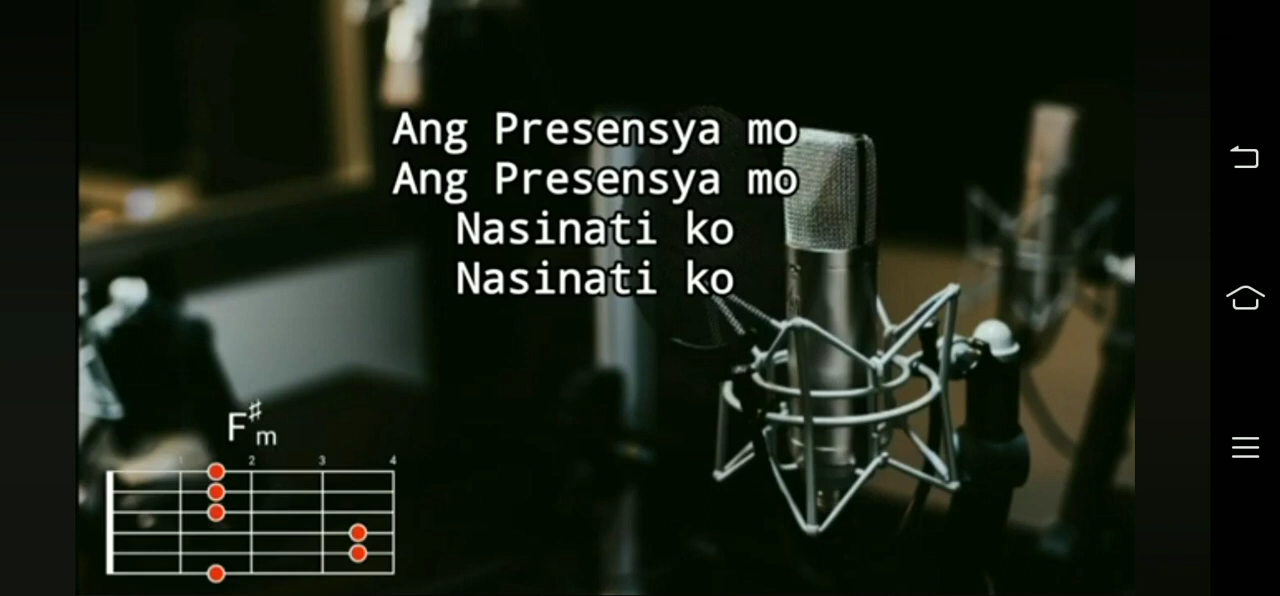 Ang Presensya mo
Ang Presensya mo
Nasinati ko
Nasinati ko
F♯m
1 2 3 4